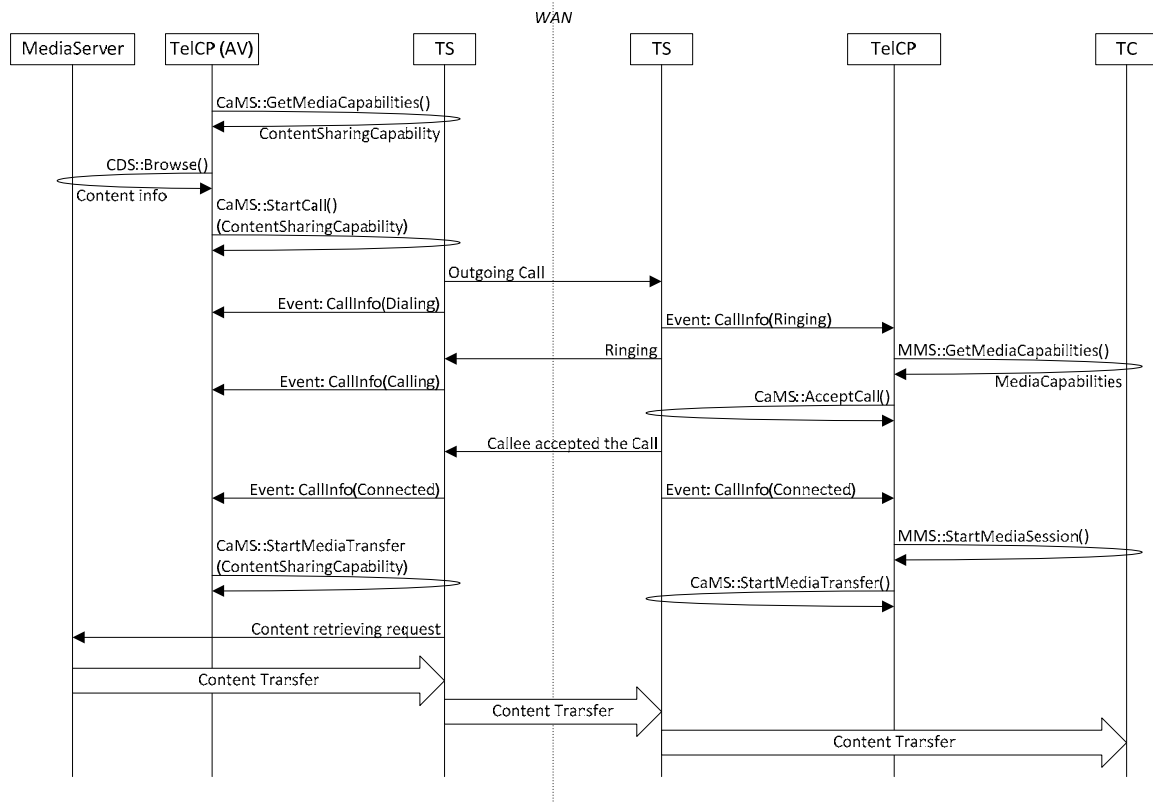 WAN
MediaServer
TelCP (AV)
TS
TS
TelCP
TC
CaMS::GetMediaCapabilities()
ContentSharingCapability
CDS::Browse()
Content info
CaMS::StartCall()
(ContentSharingCapability)
Outgoing Call
Event: CallInfo(Dialing)
Event: CallInfo(Ringing)
Ringing
MMS::GetMediaCapabilities()
Event: CallInfo(Calling)
MediaCapabilities
CaMS::AcceptCall()
Callee accepted the Call
Event: CallInfo(Connected)
Event: CallInfo(Connected)
MMS::StartMediaSession()
CaMS::StartMediaTransfer
(ContentSharingCapability)
CaMS::StartMediaTransfer()
Content retrieving request
Content Transfer
Content Transfer
Content Transfer